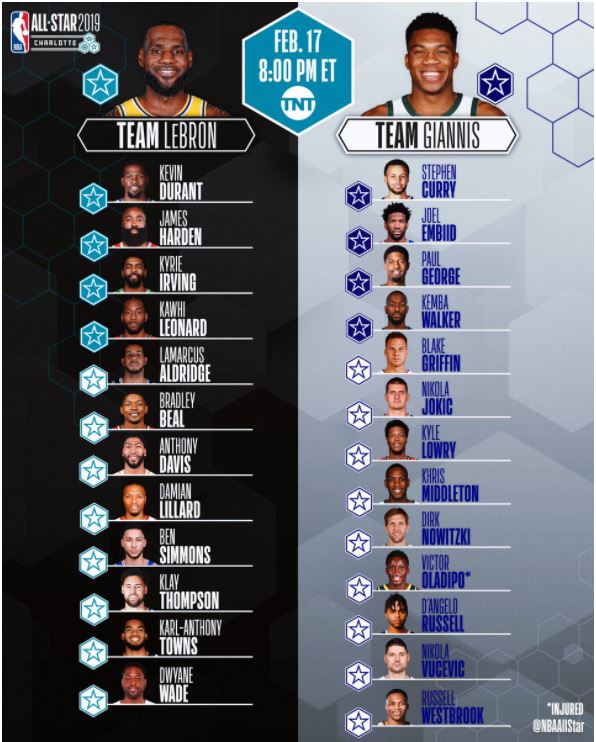 NBA
ALL-STAR 2019
CHARLOTTE
FEB. 17
8:00 PM ET
TNT
TEAM LEBRON
KEVIN
DURANT
JAMES
HARDEN
KYRIE
IRVING
KAWHI
LEONARD
LAMARCUS
ALDRIDGE
BRADLEY
BEAL
ANTHONY
DAVIS
DAMIAN
LILLARD
BEN
SIMMONS
KLAY
THOMPSON
KARL-ANTHONY
TOWNS
DWYANE
WADE
TEAM GIANNIS
STEPHEN
CURRY
JOEL
EMBIID
PAUL
GEORGE
KEMBA
WALKER
BLAKE
GRIFFIN
NIKOLA
JOKIC
KYLE
LOWRY
KHRIS
MIDDLETON
DIRK
NOWITZKI
VICTOR
OLADIPO*
D'ANGELO
RUSSELL
NIKOLA
VUCEVIC
RUSSELL
WESTBROOK
*INJURED
@NBAAllStar